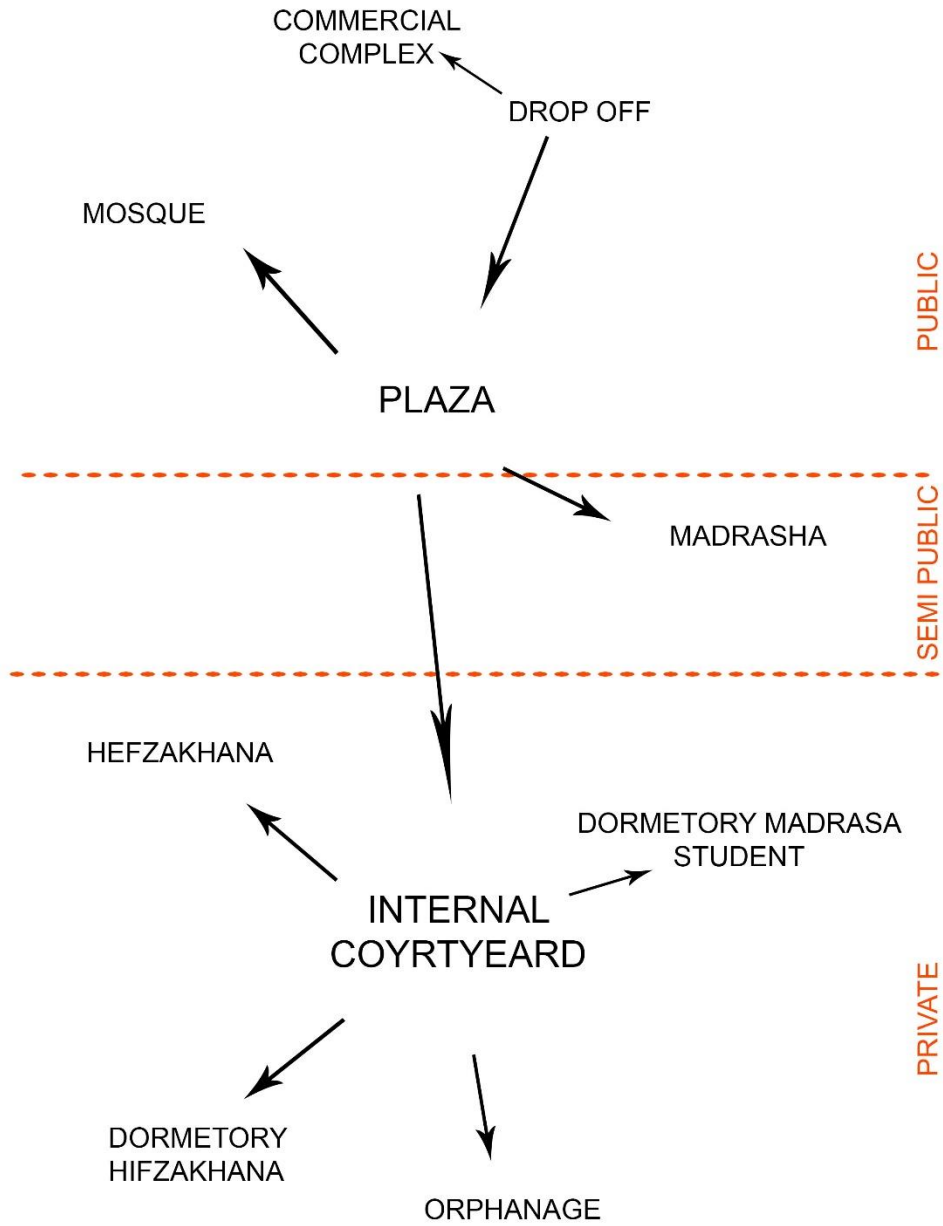 COMMERCIAL
COMPLEX
DROP OFF
MOSQUE
PUBLIC
PLAZA
SEMI PUBLIC
MADRASHA
HEFZAKHANA
DORMETORY MADRASA
STUDENT
INTERNAL
COYRTYEARD
PRIVATE
DORMETORY
HIFZAKHANA
ORPHANAGE